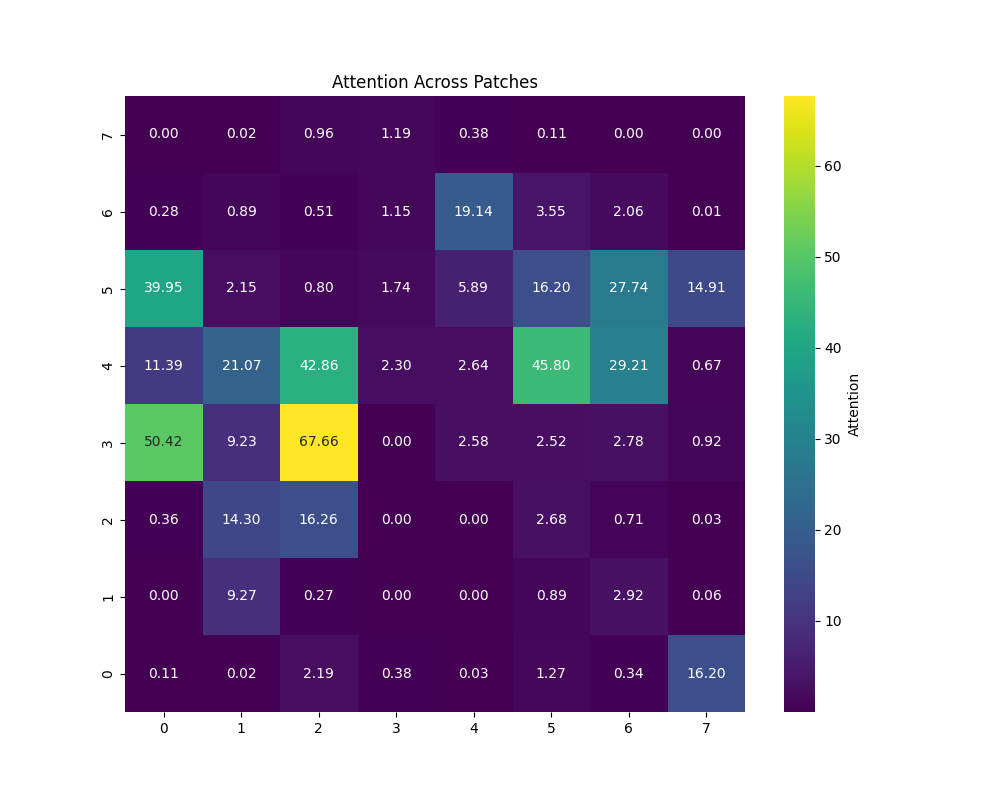 Attention Across Patches
7 0.00 0.02 0.96 1.19 0.38 0.11 0.00 0.00
6 0.28 0.89 0.51 1.15 19.14 3.55 2.06 0.01
5 39.95 2.15 0.80 1.74 5.89 16.20 27.74 14.91
4 11.39 21.07 42.86 2.30 2.64 45.80 29.21 0.67
3 50.42 9.23 67.66 0.00 2.58 2.52 2.78 0.92
2 0.36 14.30 16.26 0.00 0.00 2.68 0.71 0.03
1 0.00 9.27 0.27 0.00 0.00 0.89 2.92 0.06
0 0.11 0.02 2.19 0.38 0.03 1.27 0.34 16.20
0 1 2 3 4 5 6 7
60
50
40
30
20
10
Attention